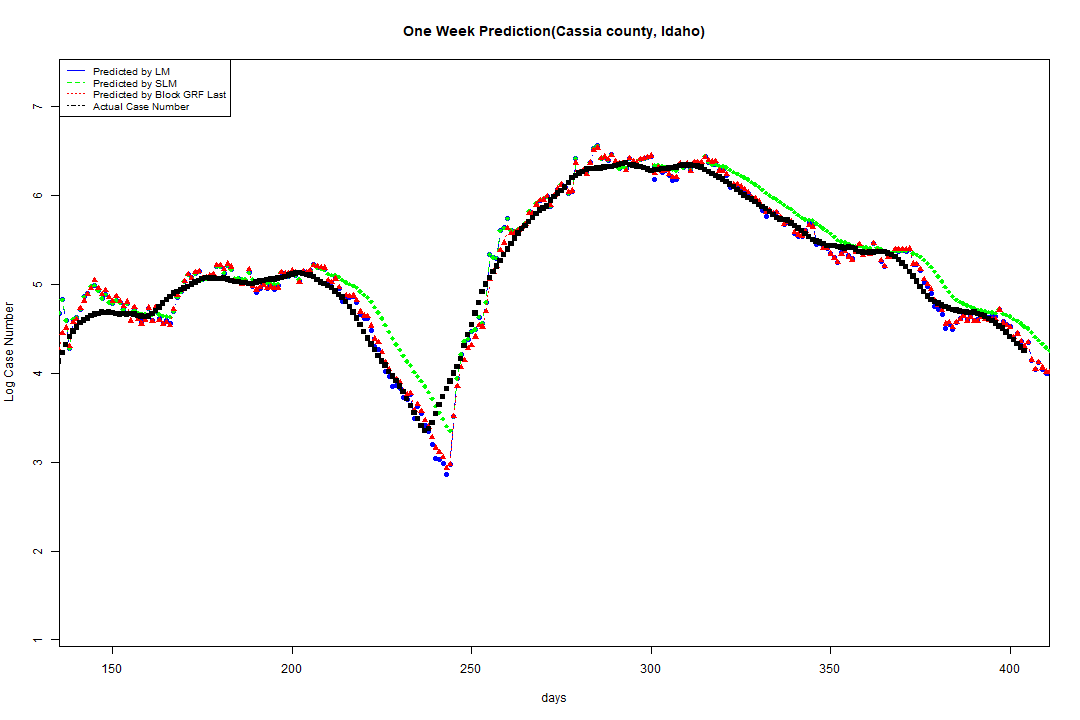 One Week Prediction(Cassia county, Idaho)
Predicted by LM
Predicted by SLM
Predicted by Block GRF Last
Actual Case Number
7
6
5
4
3
2
1
Log Case Number
150 200 250 300 350 400
days